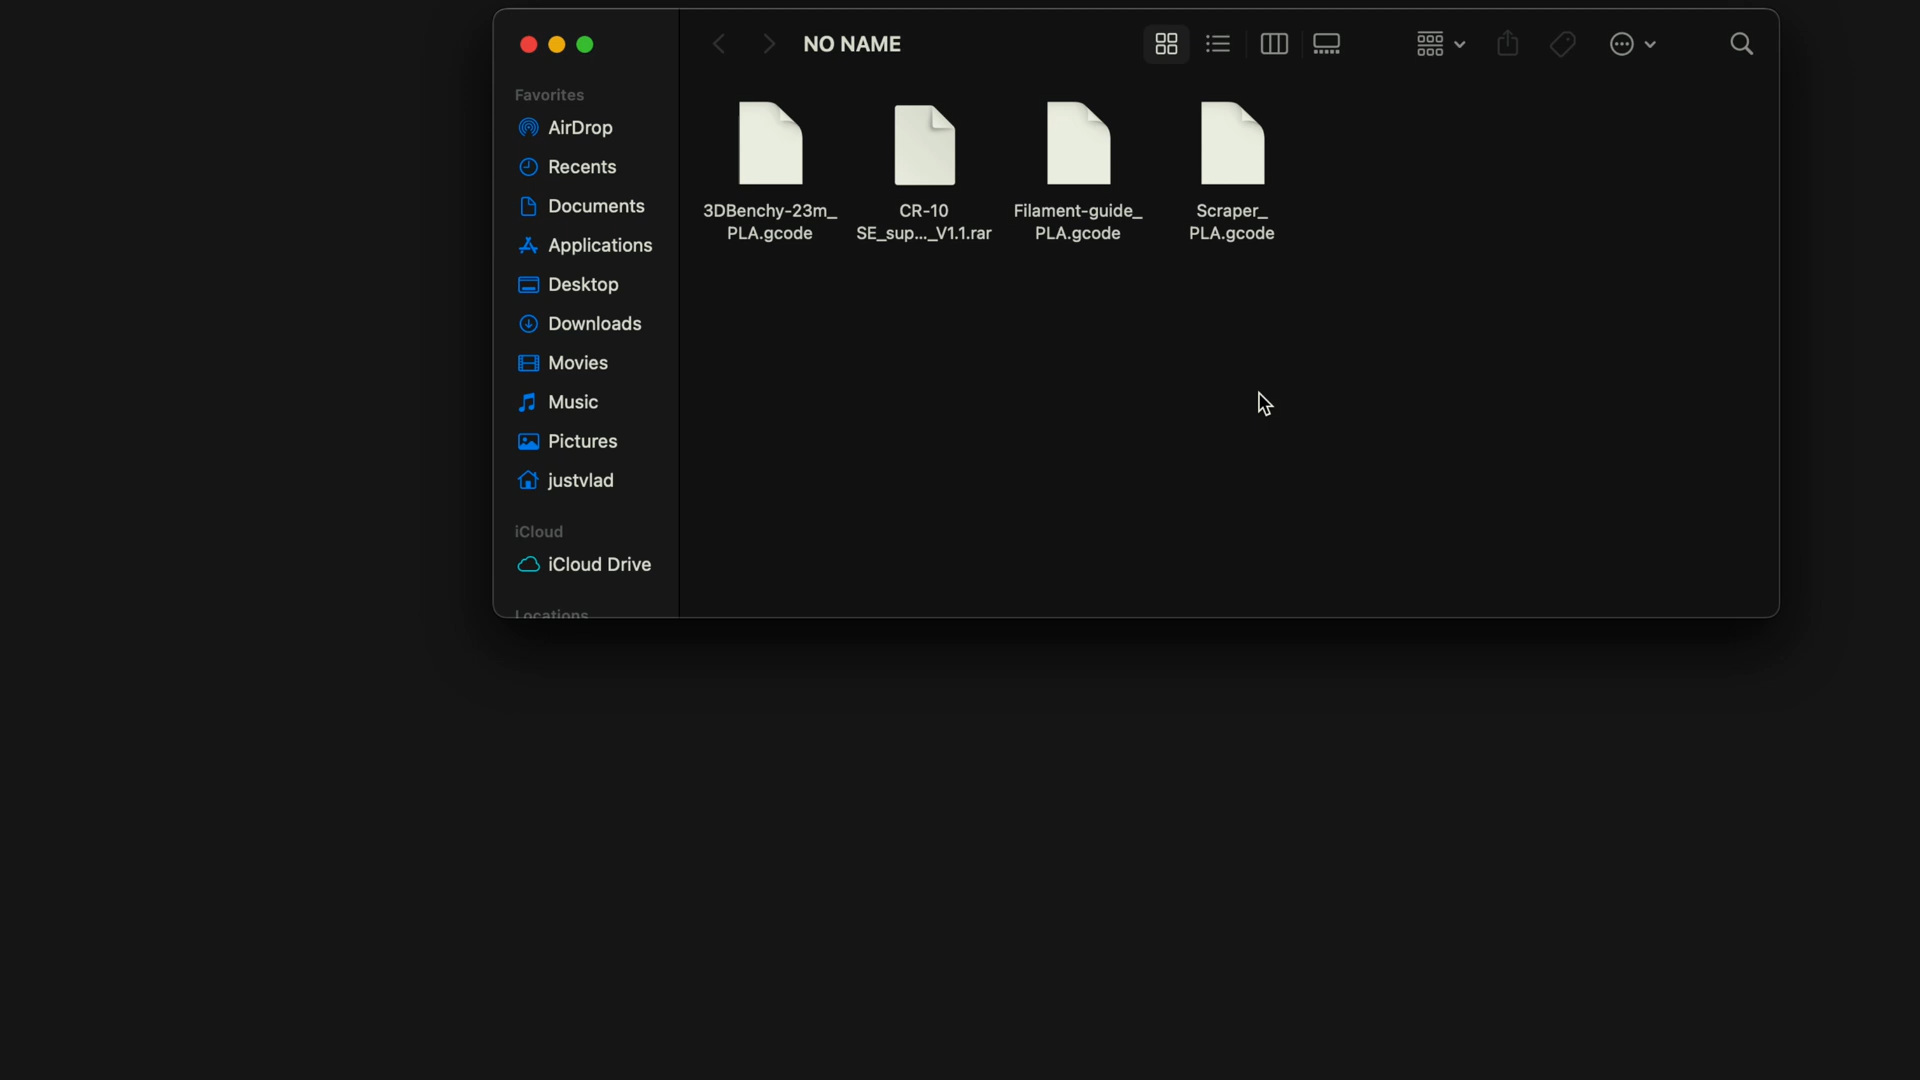 NO NAME
Favorites
AirDrop
Recents
Documents
Applications
Desktop
Downloads
Movies
Music
Pictures
justvlad
iCloud
iCloud Drive
Locations
3DBenchy-23m_
PLA.gcode
CR-10
SE_sup..._V1.1.rar
Filament-guide_
PLA.gcode
Scraper_
PLA.gcode